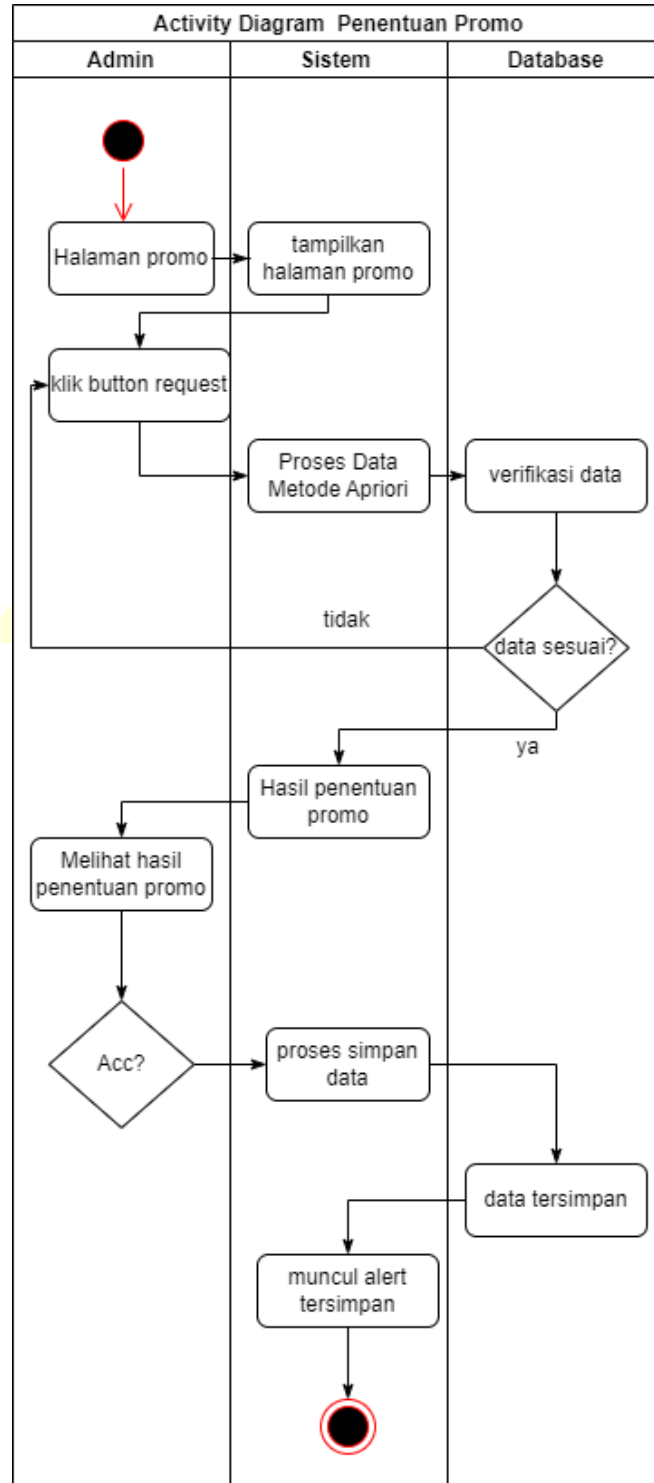 Activity Diagram Penentuan Promo
Admin
Sistem
Database
Halaman promo
tampilkan
halaman promo
klik button request
Proses Data
Metode Apriori
verifikasi data
tidak
data sesuai?
ya
Hasil penentuan
promo
Melihat hasil
penentuan promo
Acc?
proses simpan
data
data tersimpan
muncul alert
tersimpan